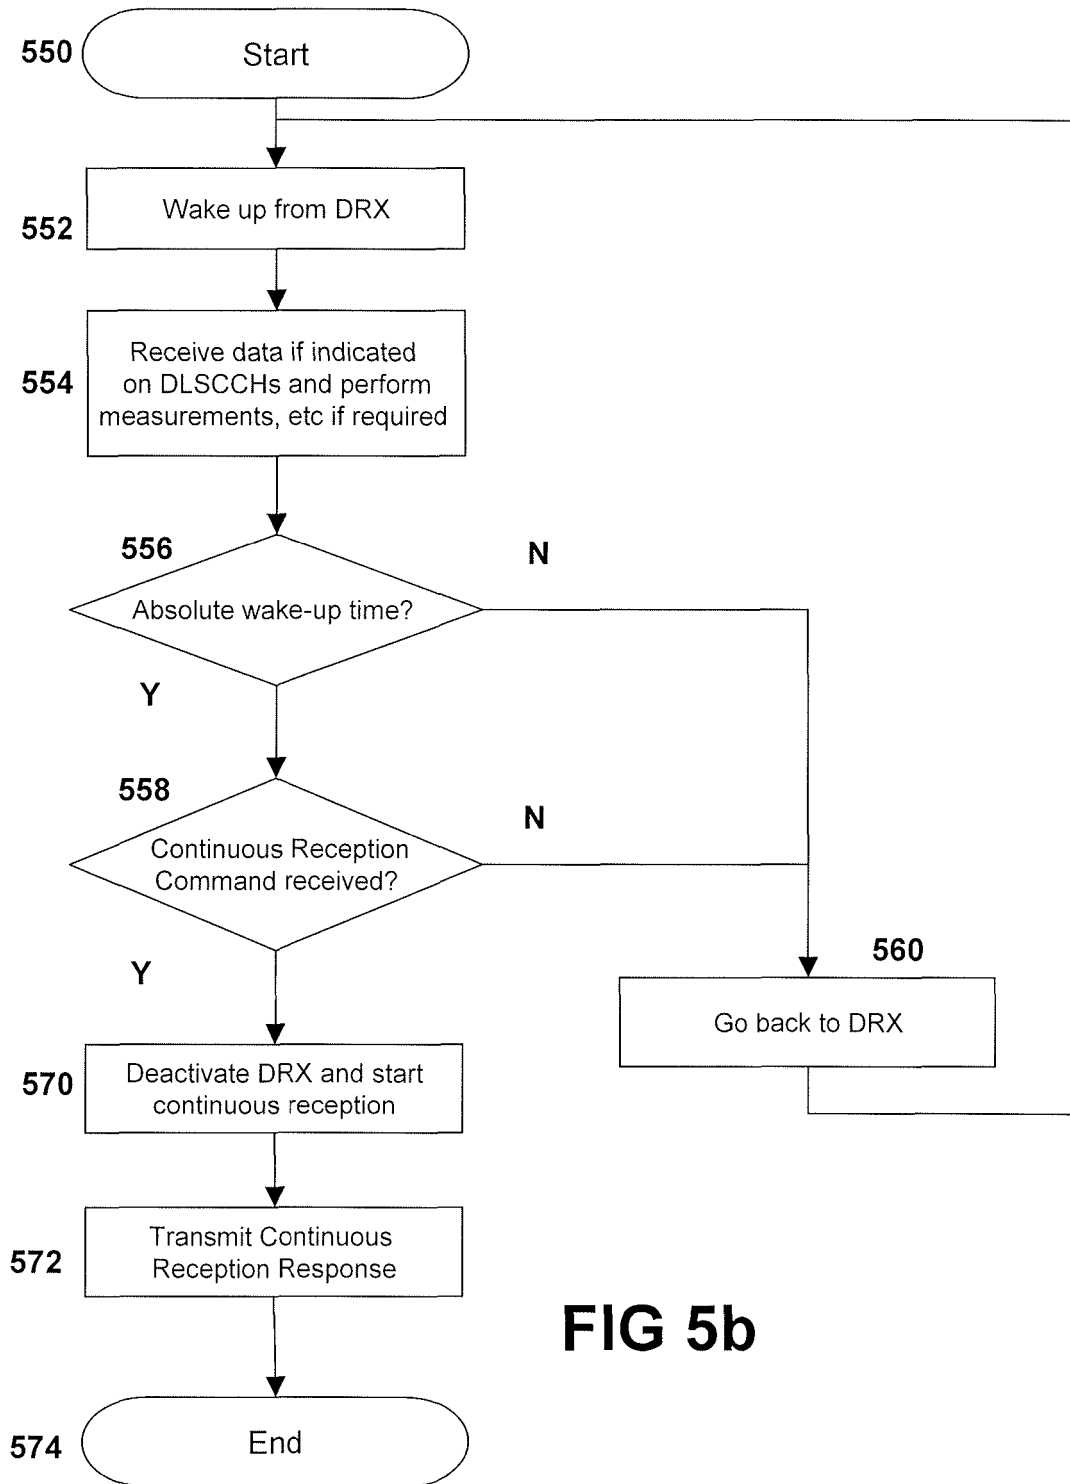 550
Start
552
Wake up from DRX
554
Receive data if indicated
on DLSCCHs and perform
measurements, etc if required
556
N
Absolute wake-up time?
Y
558
N
Continuous Reception
Command received?
Y
560
Go back to DRX
570
Deactivate DRX and start
continuous reception
572
Transmit Continuous
Reception Response
FIG 5b
574
End